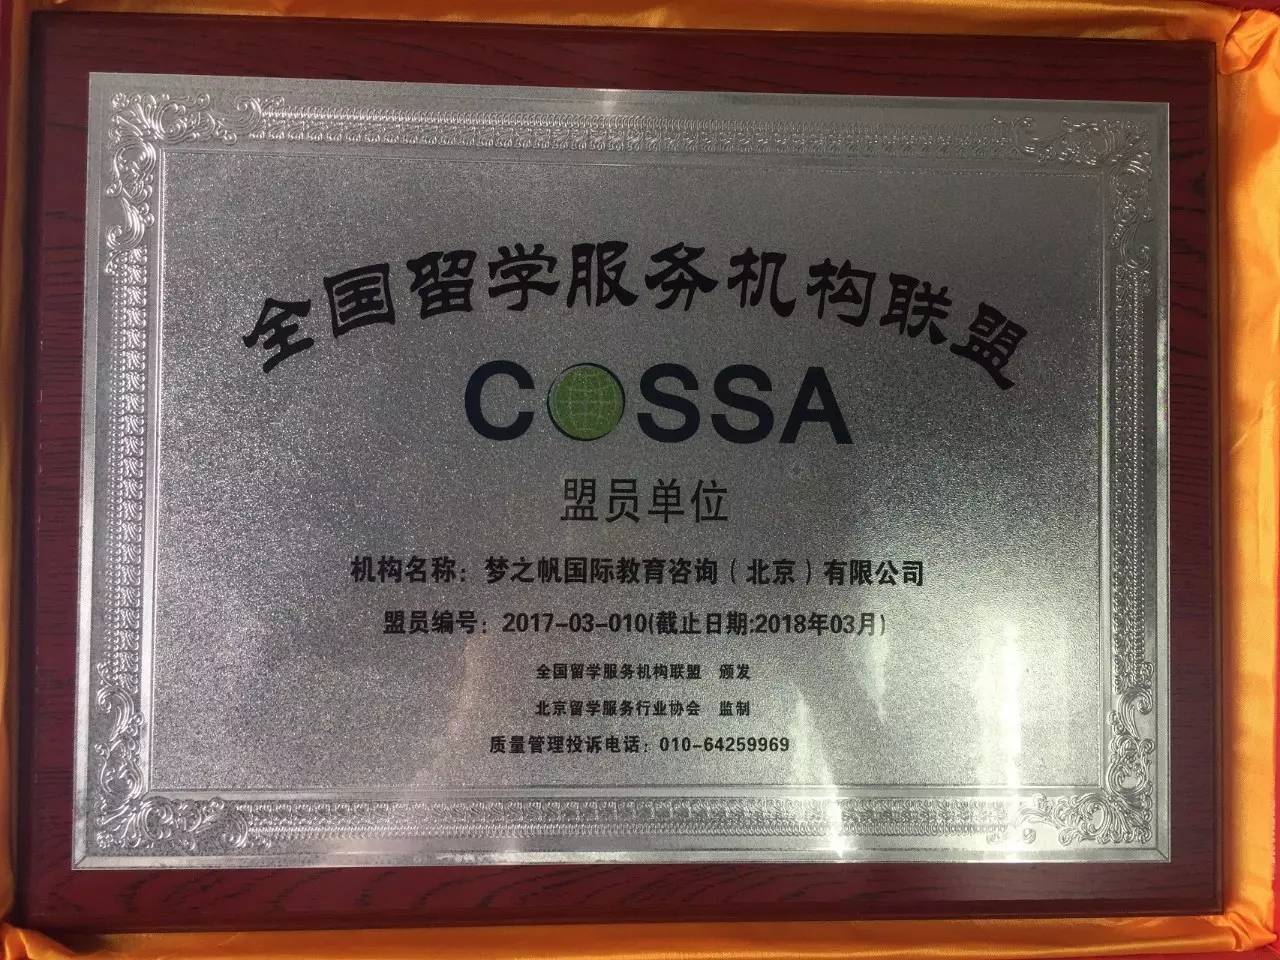 全国留学服务机构联盟
COSSA
盟员单位
机构名称：梦之帆国际教育咨询（北京）有限公司
盟员编号：2017-03-010(截止日期:2018年03月)
全国留学服务机构联盟 颁发
北京留学服务行业协会 监制
质量管理投诉电话：010-64259969